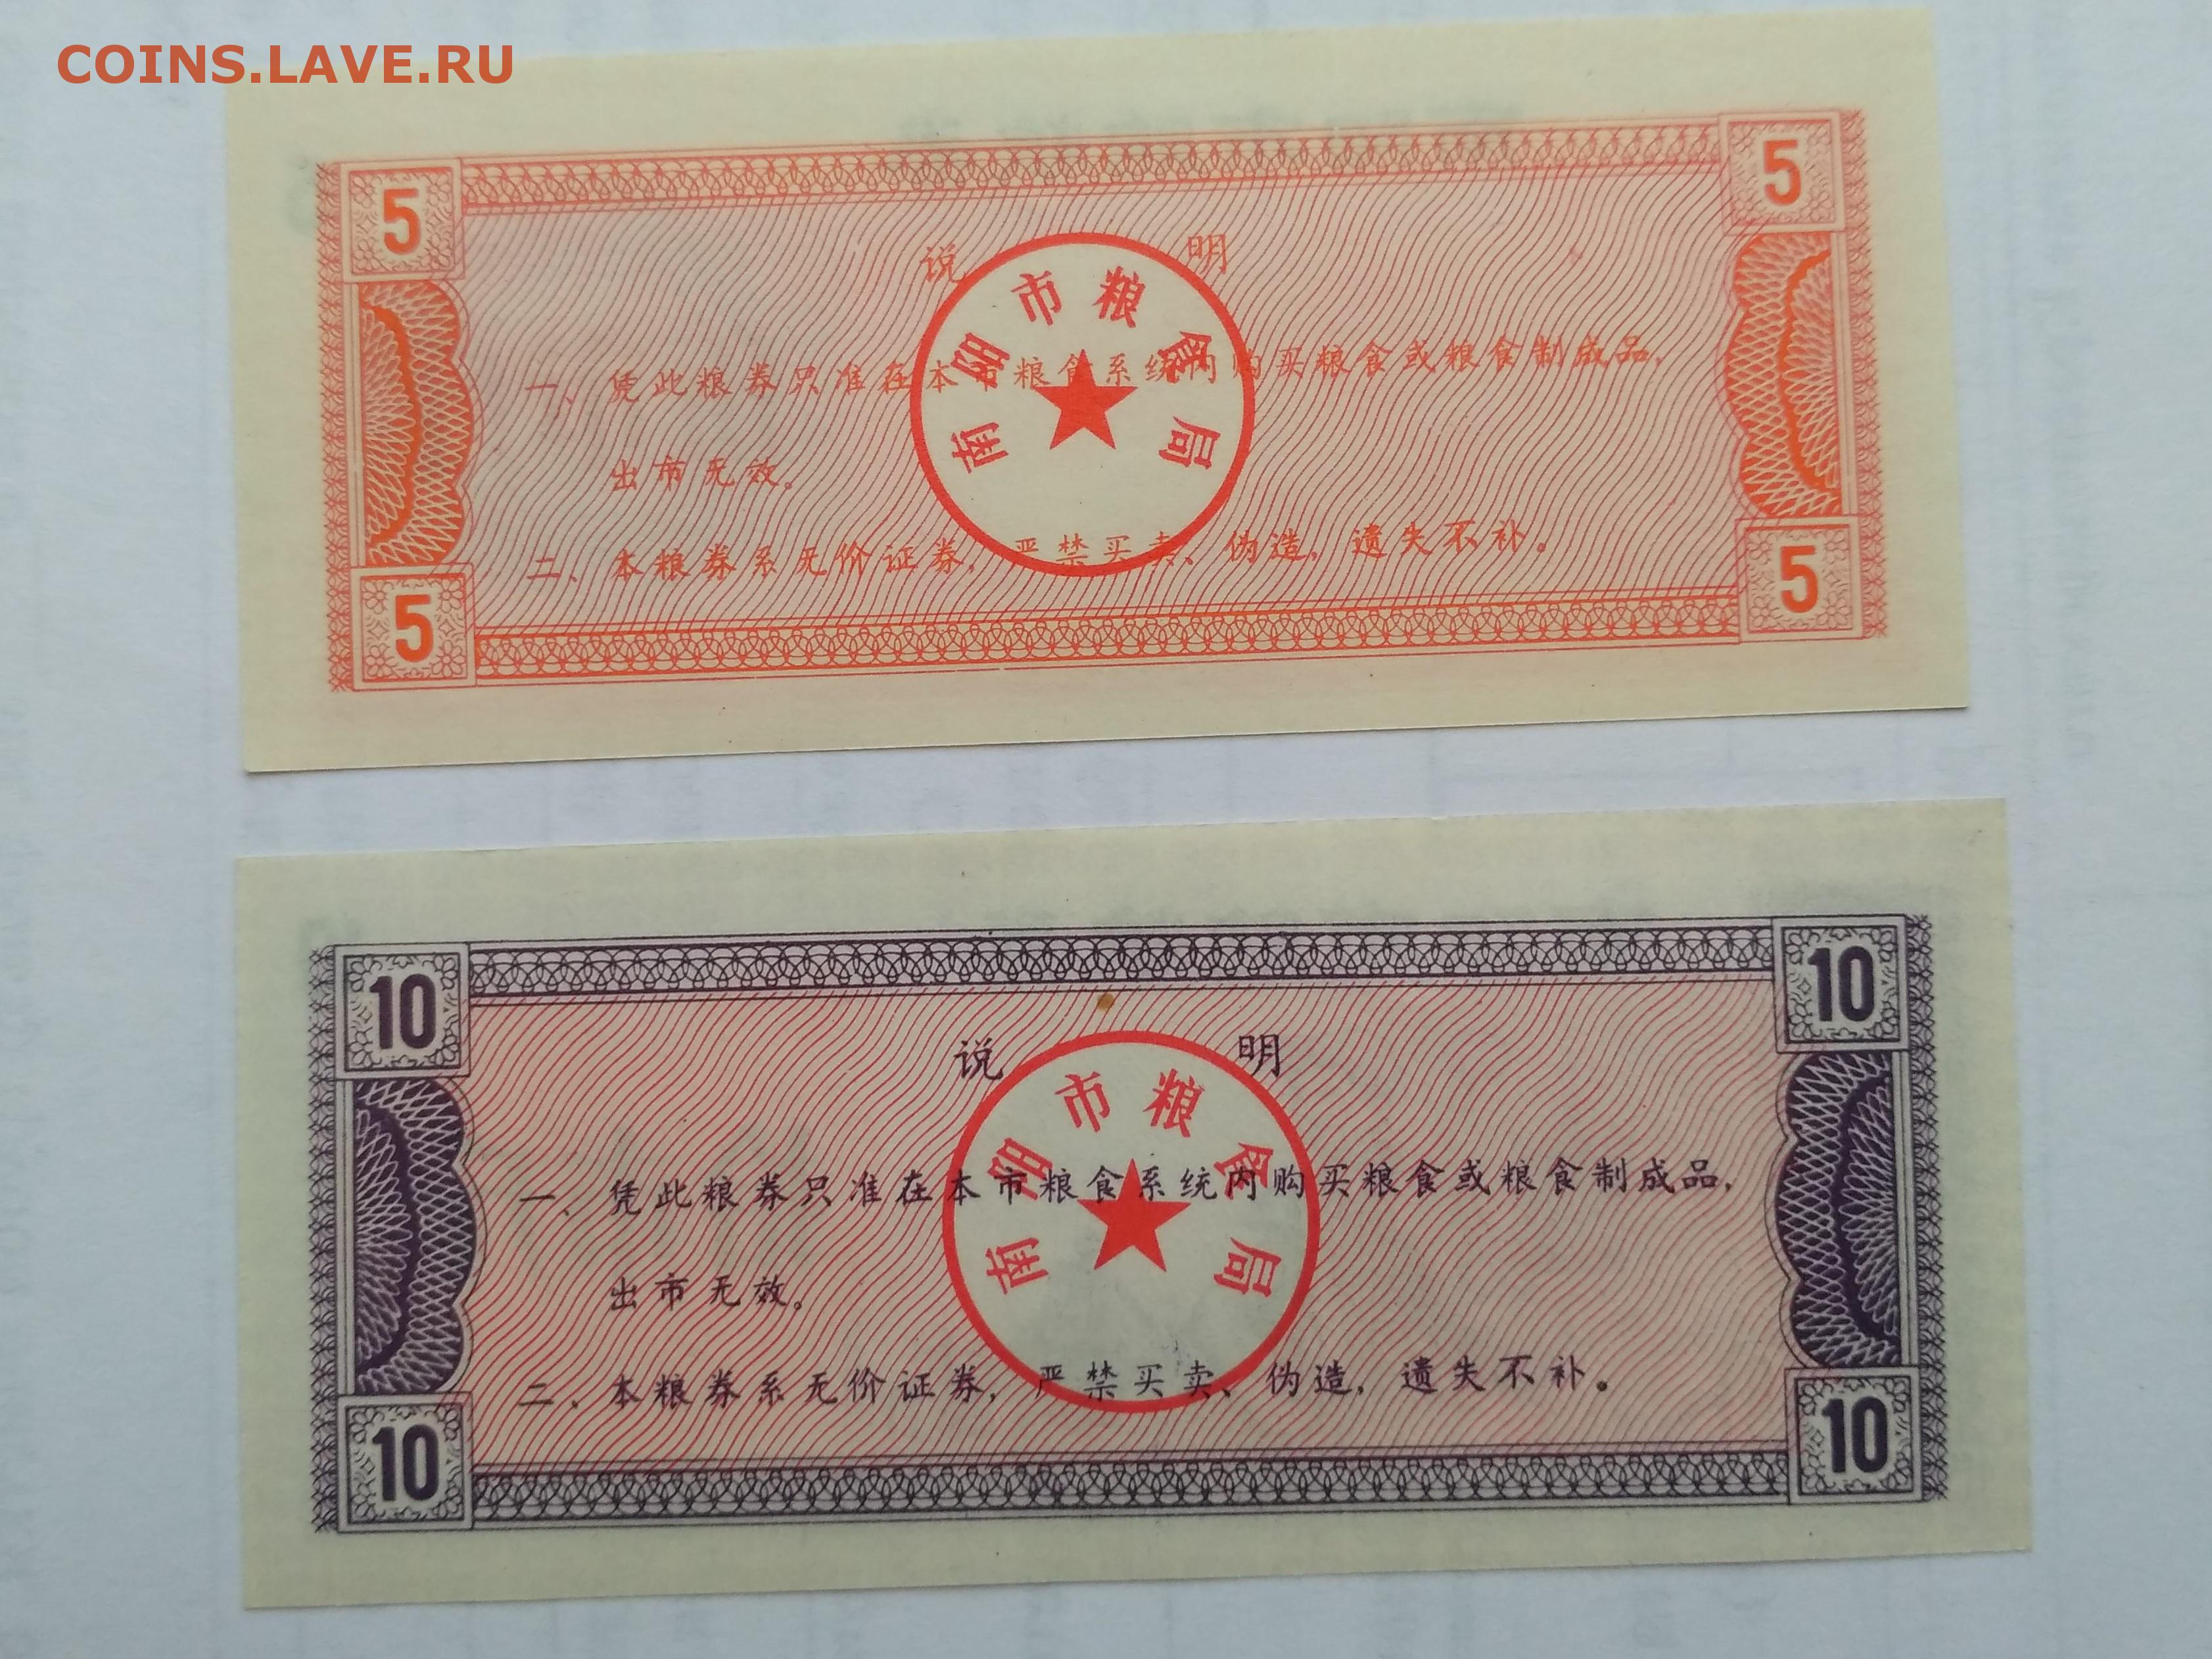 COINS.LAVE.RU
5 5
说 明
南阳市粮食局
一、凭此粮券只准在本市粮食系统内购买粮食或粮食制成品,
出市无效。
二、本粮券系无价证券,严禁买卖、伪造,遗失不补。
5 5
10 10
说 明
南阳市粮食局
一、凭此粮券只准在本市粮食系统内购买粮食或粮食制成品,
出市无效。
二、本粮券系无价证券,严禁买卖、伪造,遗失不补。
10 10